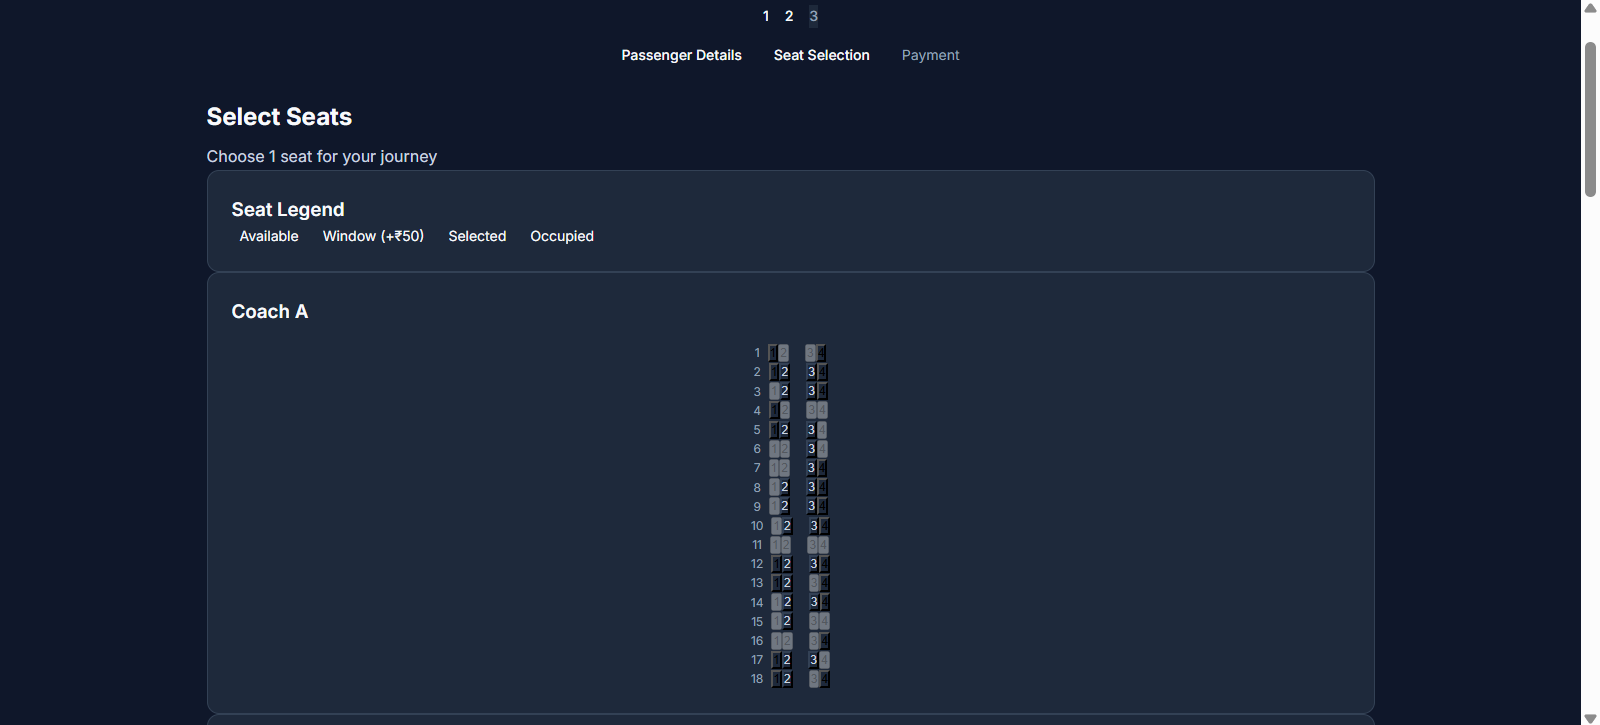 1 2 3
Passenger Details Seat Selection Payment
Select Seats
Choose 1 seat for your journey
Seat Legend
Available Window (+₹50) Selected Occupied
Coach A
1 1 2 3 4
2 1 2 3 4
3 1 2 3 4
4 1 2 3 4
5 1 2 3 4
6 1 2 3 4
7 1 2 3 4
8 1 2 3 4
9 1 2 3 4
10 1 2 3 4
11 1 2 3 4
12 1 2 3 4
13 1 2 3 4
14 1 2 3 4
15 1 2 3 4
16 1 2 3 4
17 1 2 3 4
18 1 2 3 4